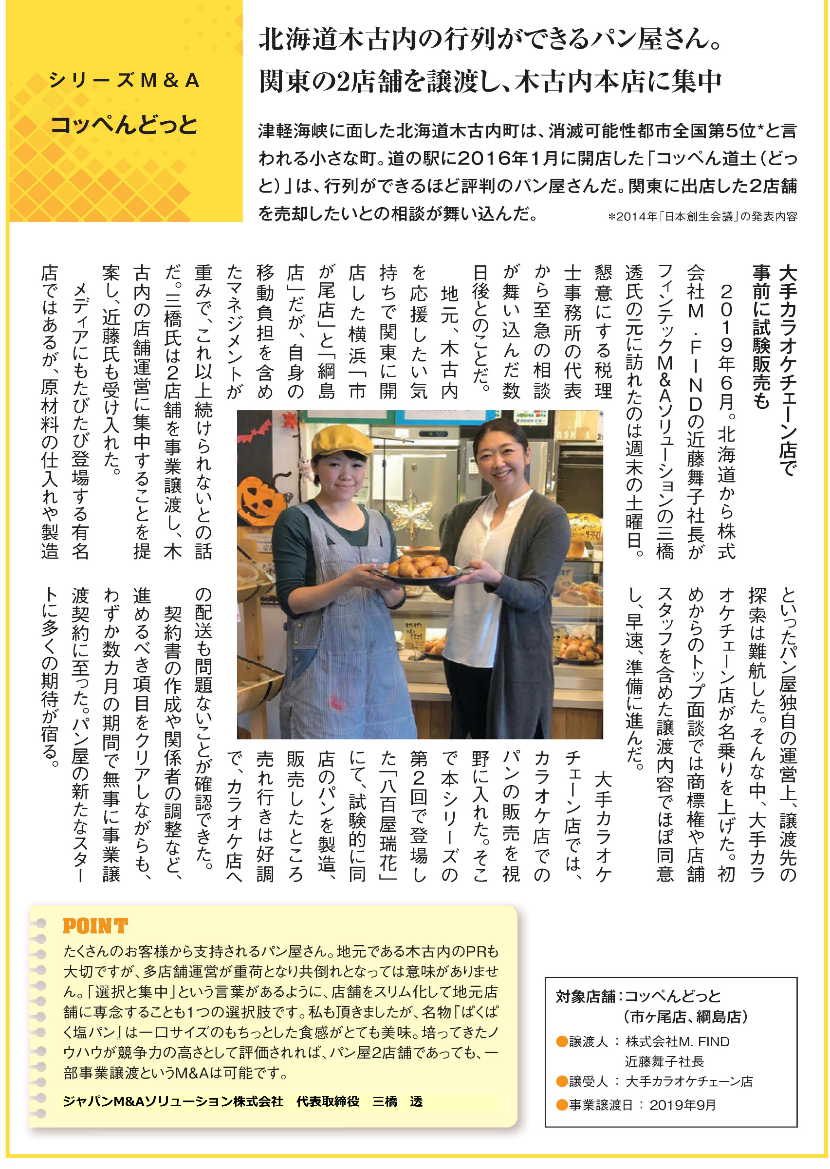 シリーズM&A
コッペんどっと
北海道木古内の行列ができるパン屋さん。
関東の2店舗を譲渡し、木古内本店に集中
津軽海峡に面した北海道木古内町は、消滅可能性都市全国第5位*と言
われる小さな町。道の駅に2016年1月に開店した「コッペん道土（どっ
と）」は、行列ができるほど評判のパン屋さんだ。関東に出店した2店舗
を売却したいとの相談が舞い込んだ。
*2014年「日本創生会議」の発表内容
大手カラオケチェーン店で
事前に試験販売も
2019年6月。北海道から株式
会社M.FINDの近藤舞子社長が
フィンテックM&Aソリューションの三橋
透氏の元に訪れたのは週末の土曜日。
懇意にする税理
士事務所の代表
から至急の相談
が舞い込んだ数
日後とのことだ。
地元、木古内
を応援したい気
持ちで関東に開
店した横浜「市
が尾店」と「綱島
店」だが、自身の
移動負担を含め
たマネジメントが
重みで、これ以上続けられないとの話
だ。三橋氏は2店舗を事業譲渡し、木
古内の店舗運営に集中することを提
案し、近藤氏も受け入れた。
メディアにもたびたび登場する有名
店ではあるが、原材料の仕入れや製造
といったパン屋独自の運営上、譲渡先の
探索は難航した。そんな中、大手カラ
オケチェーン店が名乗りを上げた。初
めからのトップ面談では商標権や店舗
スタッフを含めた譲渡内容でほぼ同意
し、早速、準備に進んだ。
大手カラオケ
チェーン店では、
カラオケ店での
パンの販売を視
野に入れた。そこ
で本シリーズの
第2回で登場し
た「八百屋瑞花」
にて、試験的に同
店のパンを製造、
販売したところ
売れ行きは好調
で、カラオケ店へ
の配送も問題ないことが確認できた。
契約書の作成や関係者の調整など、
進めるべき項目をクリアしながらも、
わずか数カ月の期間で無事に事業譲
渡契約に至った。パン屋の新たなスター
トに多くの期待が宿る。
POINT
たくさんのお客様から支持されるパン屋さん。地元である木古内のPRも
大切ですが、多店舗運営が重荷となり共倒れとなっては意味がありませ
ん。「選択と集中」という言葉があるように、店舗をスリム化して地元店
舗に専念することも1つの選択肢です。私も頂きましたが、名物「ぱくぱ
く塩パン」は一口サイズのもちっとした食感がとても美味。培ってきたノ
ウハウが競争力の高さとして評価されれば、パン屋2店舗であっても、一
部事業譲渡というM&Aは可能です。
ジャパンM&Aソリューション株式会社　代表取締役　三橋　透
対象店舗：コッペんどっと
（市ヶ尾店、綱島店）
●譲渡人：株式会社M. FIND
近藤舞子社長
●譲受人：大手カラオケチェーン店
●事業譲渡日：2019年9月